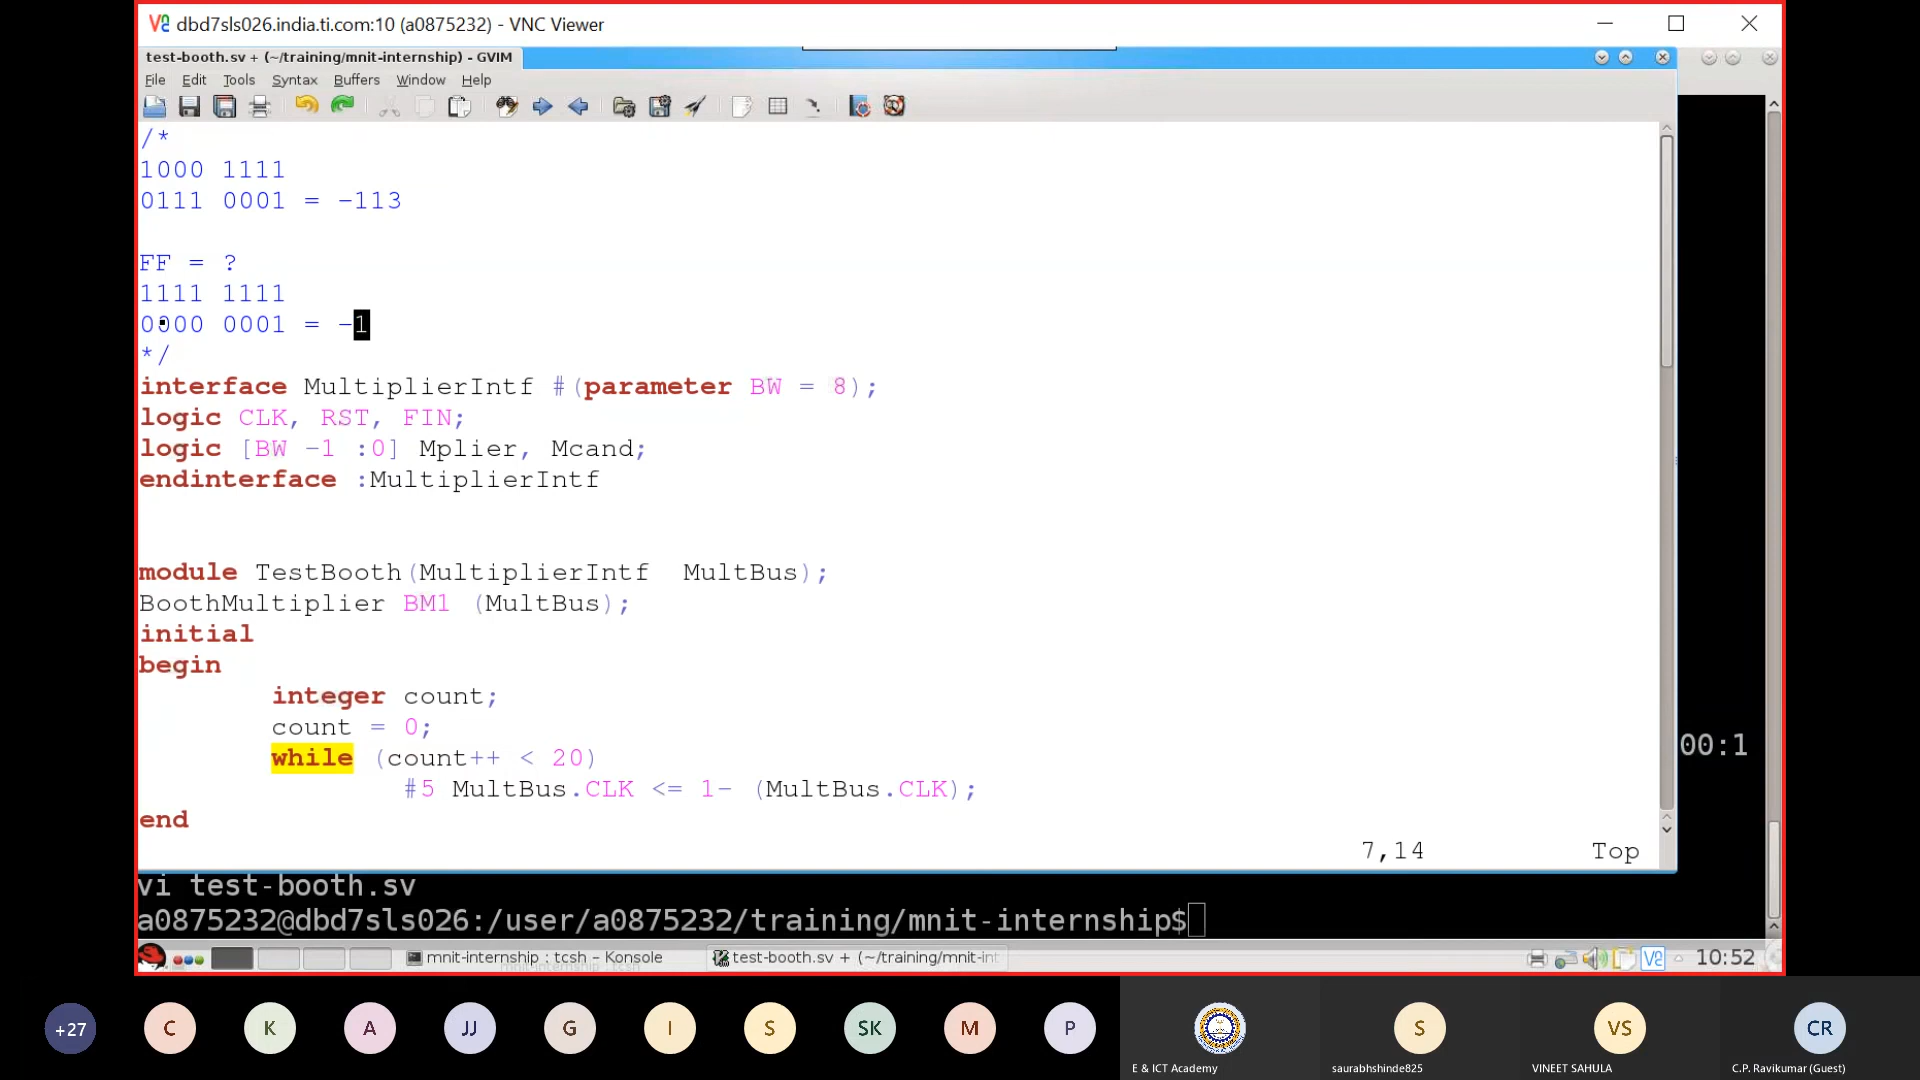 dbd7sls026.india.ti.com:10 (a0875232) - VNC Viewer
test-booth.sv + (~/training/mnit-internship) - GVIM
File Edit Tools Syntax Buffers Window Help
/*
1000 1111
0111 0001 = -113
FF = ?
1111 1111
0000 0001 = -1
*/
interface MultiplierIntf #(parameter BW = 8);
logic CLK, RST, FIN;
logic [BW -1 :0] Mplier, Mcand;
endinterface :MultiplierIntf
module TestBooth(MultiplierIntf  MultBus);
BoothMultiplier BM1 (MultBus);
initial
begin
integer count;
count = 0;
while (count++ < 20)
#5 MultBus.CLK <= 1- (MultBus.CLK);
end
7,14 Top
00:1
vi test-booth.sv
a0875232@dbd7sls026:/user/a0875232/training/mnit-internship$
mnit-internship : tcsh - Konsole test-booth.sv + (~/training/mnit-int 10:52
+27 C K A JJ G I S SK M P S VS CR
E & ICT Academy saurabhshinde825 VINEET SAHULA C.P. Ravikumar (Guest)